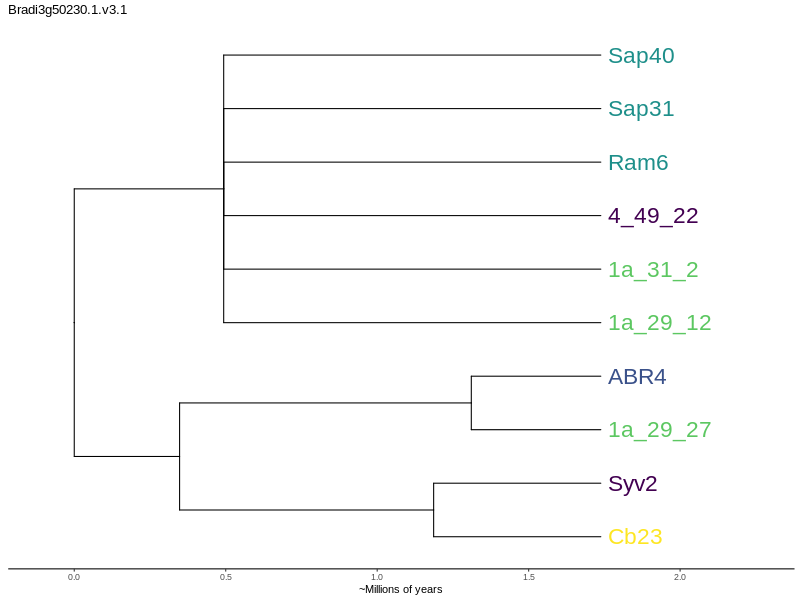 Bradi3g50230.1.v3.1
Sap40
Sap31
Ram6
4_49_22
1a_31_2
1a_29_12
ABR4
1a_29_27
Syv2
Cb23
0.0 0.5 1.0 1.5 2.0
~Millions of years